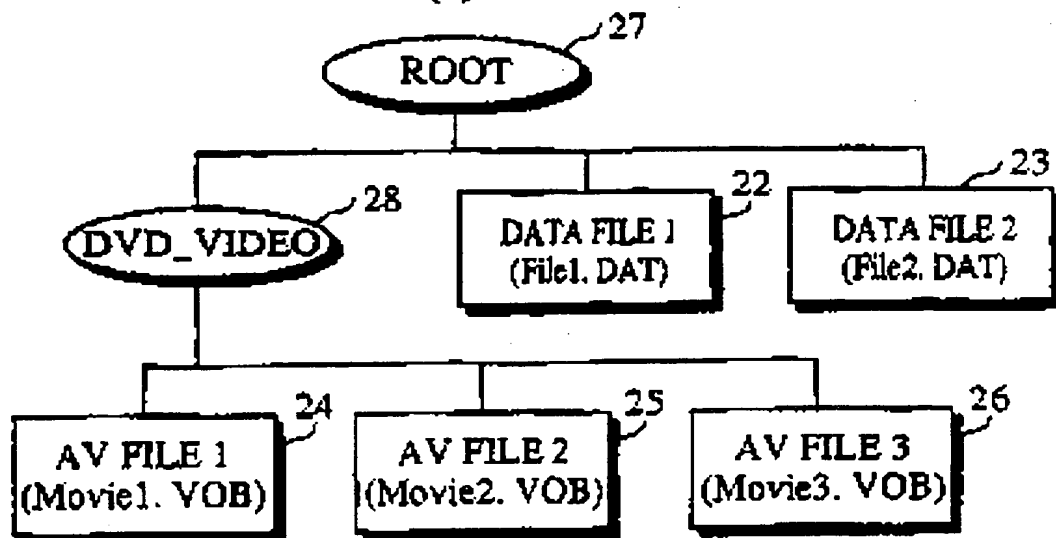 27
ROOT
28
DVD_VIDEO
22
DATA FILE 1
(File1. DAT)
23
DATA FILE 2
(File2. DAT)
24
AV FILE 1
(Movie1. VOB)
25
AV FILE 2
(Movie2. VOB)
26
AV FILE 3
(Movie3. VOB)